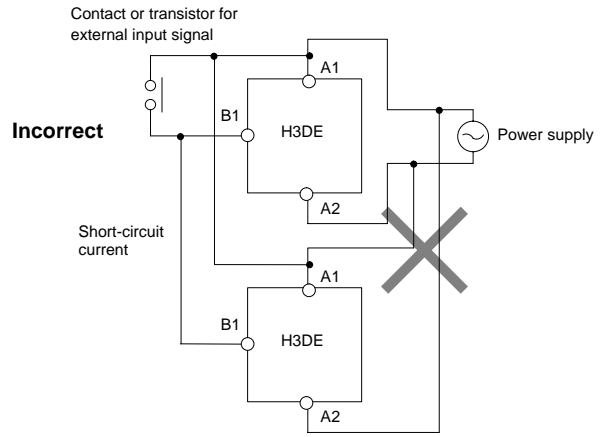 Contact or transistor for
external input signal
A1
B1
Incorrect
H3DE
Power supply
A2
Short-circuit
current
A1
B1
H3DE
A2